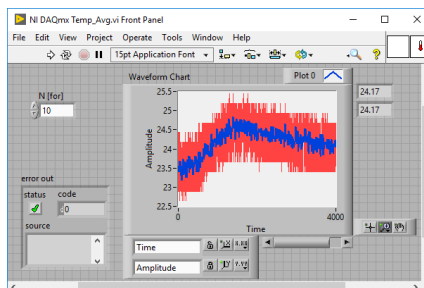 NI DAQmx Temp_Avg.vi Front Panel
File Edit View Project Operate Tools Window Help
15pt Application Font
Waveform Chart
Plot 0
N [for]
10
24.17
24.17
Amplitude
25.5
25
24.5
24
23.5
23
22.5
0
4000
Time
error out
status code
0
source
Time
Amplitude